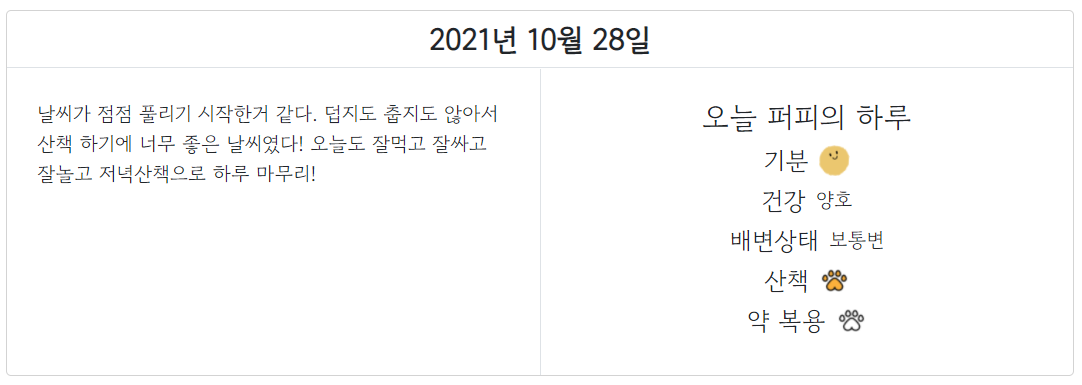 2021년 10월 28일
날씨가 점점 풀리기 시작한거 같다. 덥지도 춥지도 않아서
산책 하기에 너무 좋은 날씨였다! 오늘도 잘먹고 잘싸고
잘놀고 저녁산책으로 하루 마무리!
오늘 퍼피의 하루
기분
건강 양호
배변상태 보통변
산책
약 복용